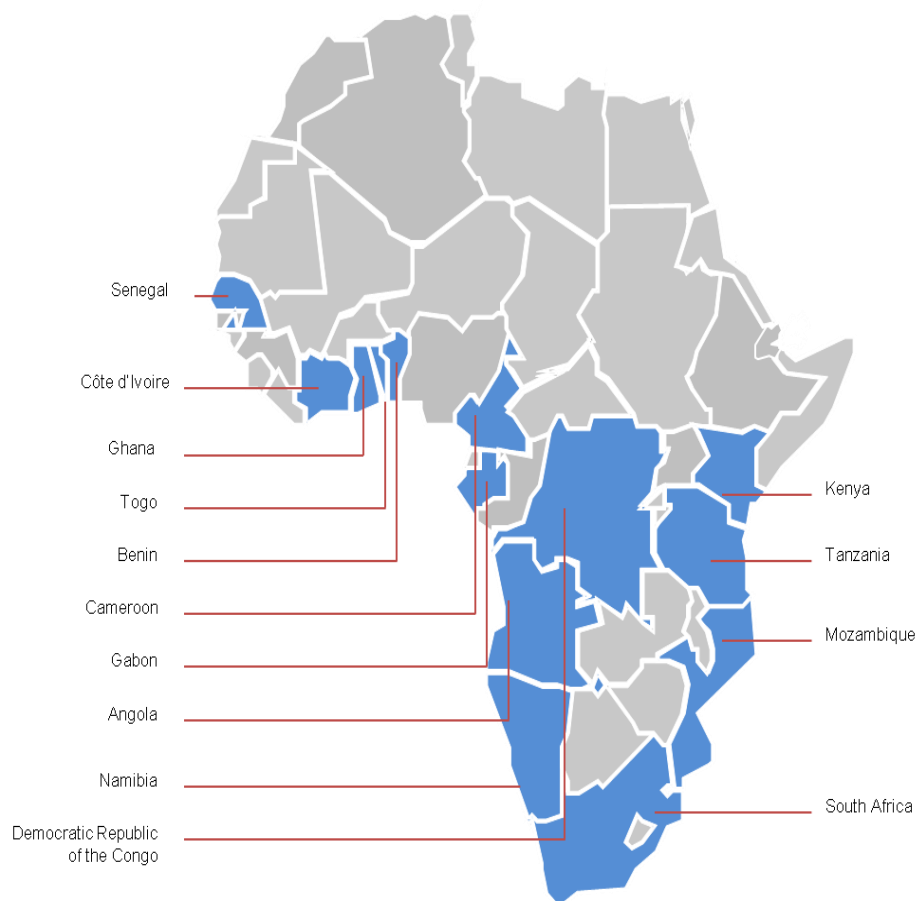 Senegal
Côte d'Ivoire
Ghana
Togo
Benin
Cameroon
Gabon
Angola
Namibia
Democratic Republic
of the Congo
Kenya
Tanzania
Mozambique
South Africa